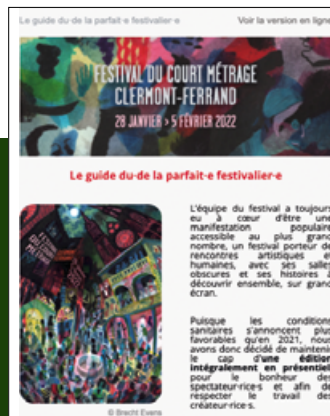 Le guide du·de la parfait·e festivalier·e
Voir la version en ligne
FESTIVAL DU COURT MÉTRAGE
CLERMONT-FERRAND
28 JANVIER > 5 FÉVRIER 2022
Le guide du·de la parfait·e festivalier·e
L'équipe du festival a toujours
eu à cœur d'être une
manifestation populaire
accessible au plus grand
nombre, un festival porteur de
rencontres artistiques et
humaines, avec ses salles
obscures et ses histoires à
découvrir ensemble, sur grand
écran.
Puisque les conditions
sanitaires s'annoncent plus
favorables qu'en 2021, nous
avons donc décidé de maintenir
le cap d'une édition
intégralement en présentiel
pour le bonheur des
spectateur·rice·s et afin de
respecter le travail des
créateur·rice·s.
© Brecht Evens